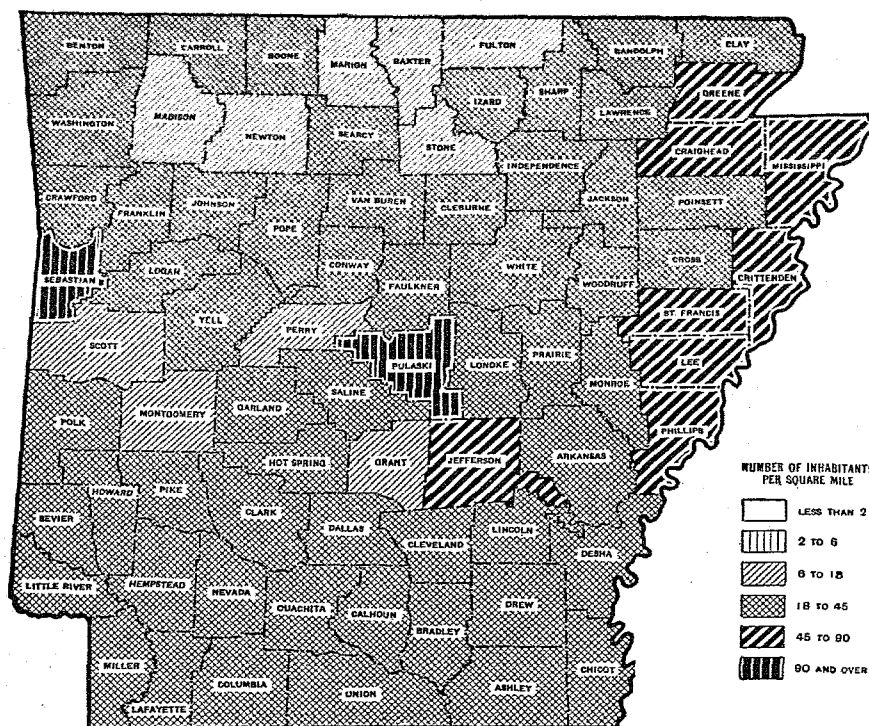 BENTON
CARROLL
BOONE
MARION
BAXTER
FULTON
RANDOLPH
CLAY
IZARD
SHARP
LAWRENCE
GREENE
WASHINGTON
MADISON
NEWTON
SEARCY
STONE
INDEPENDENCE
CRAIGHEAD
MISSISSIPPI
CRAWFORD
FRANKLIN
JOHNSON
POPE
VAN BUREN
CLEBURNE
JACKSON
POINSETT
SEBASTIAN
LOGAN
CONWAY
FAULKNER
WHITE
WOODRUFF
CROSS
CRITTENDEN
SCOTT
YELL
PERRY
PULASKI
LONOKE
PRAIRIE
MONROE
ST. FRANCIS
LEE
PHILLIPS
POLK
MONTGOMERY
GARLAND
SALINE
HOT SPRING
GRANT
JEFFERSON
ARKANSAS
SEVIER
HOWARD
PIKE
CLARK
DALLAS
CLEVELAND
LINCOLN
DESHA
LITTLE RIVER
HEMPSTEAD
NEVADA
OUACHITA
CALHOUN
BRADLEY
DREW
MILLER
LAFAYETTE
COLUMBIA
UNION
ASHLEY
CHICOT
NUMBER OF INHABITANTS
PER SQUARE MILE
LESS THAN 2
2 TO 6
6 TO 18
18 TO 45
45 TO 90
90 AND OVER